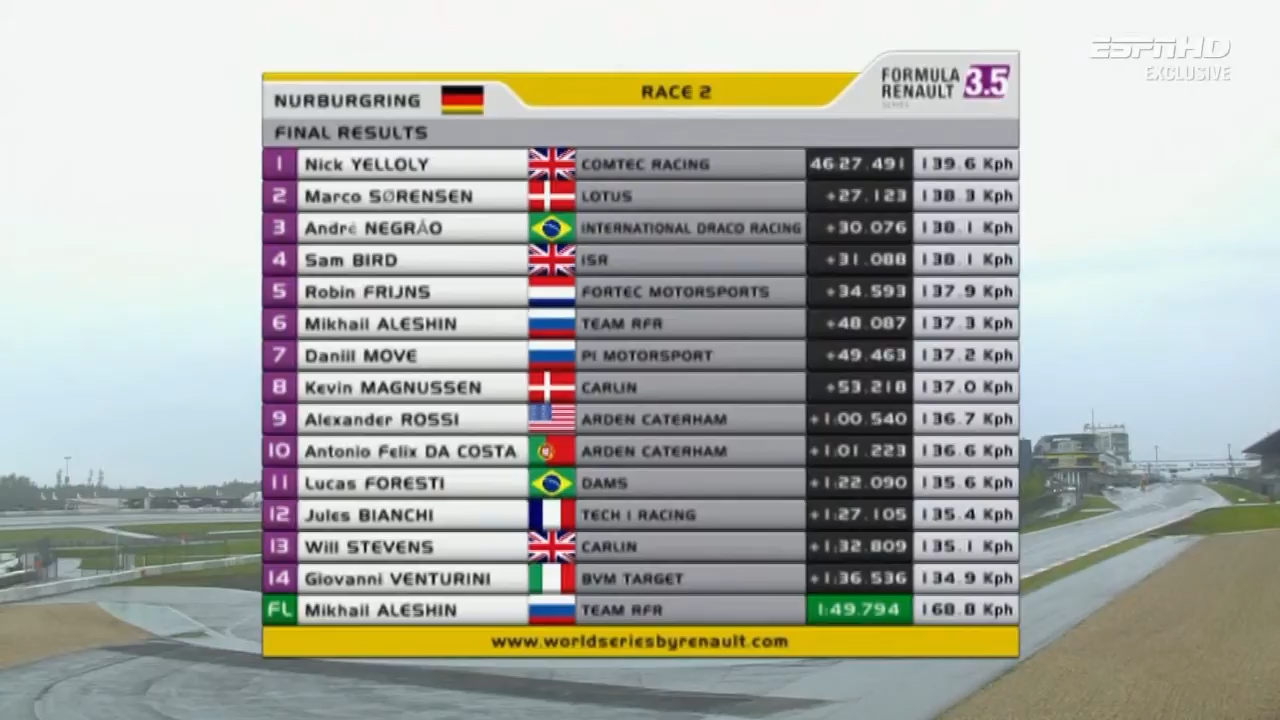 ESPN HD
EXCLUSIVE
FORMULA RENAULT 3.5
SERIES
NURBURGRING
RACE 2
FINAL RESULTS
1 Nick YELLOLY COMTEC RACING 46:27.491 139.6 Kph
2 Marco SØRENSEN LOTUS +27.123 138.3 Kph
3 André NEGRÃO INTERNATIONAL DRACO RACING +30.076 138.1 Kph
4 Sam BIRD ISR +31.088 138.1 Kph
5 Robin FRIJNS FORTEC MOTORSPORTS +34.593 137.9 Kph
6 Mikhail ALESHIN TEAM RFR +48.087 137.3 Kph
7 Daniil MOVE PI MOTORSPORT +49.463 137.2 Kph
8 Kevin MAGNUSSEN CARLIN +53.218 137.0 Kph
9 Alexander ROSSI ARDEN CATERHAM +1:00.540 136.7 Kph
10 Antonio Felix DA COSTA ARDEN CATERHAM +1:01.223 136.6 Kph
11 Lucas FORESTI DAMS +1:22.090 135.6 Kph
12 Jules BIANCHI TECH 1 RACING +1:27.105 135.4 Kph
13 Will STEVENS CARLIN +1:32.809 135.1 Kph
14 Giovanni VENTURINI BVM TARGET +1:36.536 134.9 Kph
FL Mikhail ALESHIN TEAM RFR 1:49.794 168.8 Kph
www.worldseriesbyrenault.com